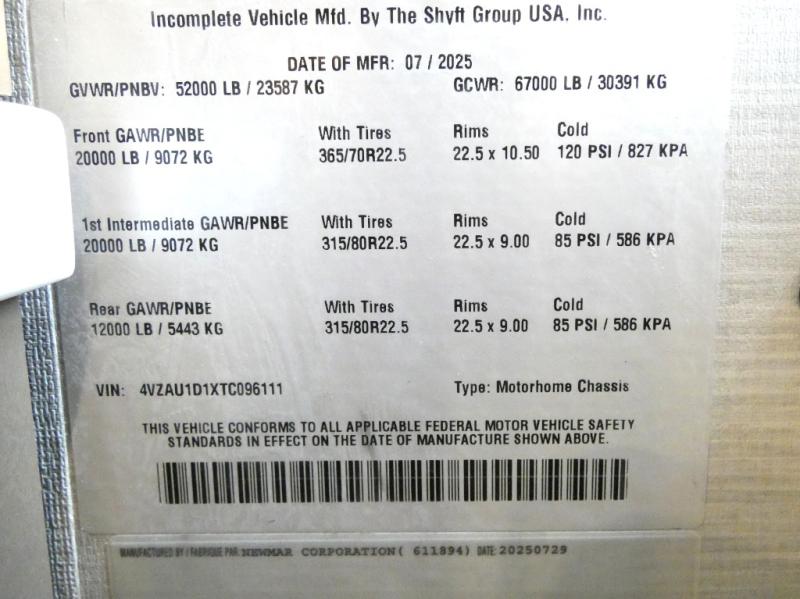 Incomplete Vehicle Mfd. By The Shyft Group USA, Inc.
DATE OF MFR: 07 / 2025
GVWR/PNBV: 52000 LB / 23587 KG GCWR: 67000 LB / 30391 KG
Front GAWR/PNBE With Tires Rims Cold
20000 LB / 9072 KG 365/70R22.5 22.5 x 10.50 120 PSI / 827 KPA
1st Intermediate GAWR/PNBE With Tires Rims Cold
20000 LB / 9072 KG 315/80R22.5 22.5 x 9.00 85 PSI / 586 KPA
Rear GAWR/PNBE With Tires Rims Cold
12000 LB / 5443 KG 315/80R22.5 22.5 x 9.00 85 PSI / 586 KPA
VIN: 4VZAU1D1XTC096111 Type: Motorhome Chassis
THIS VEHICLE CONFORMS TO ALL APPLICABLE FEDERAL MOTOR VEHICLE SAFETY
STANDARDS IN EFFECT ON THE DATE OF MANUFACTURE SHOWN ABOVE.
MANUFACTURED BY / FABRIQUE PAR NEWMAR CORPORATION( 611894) DATE 20250729